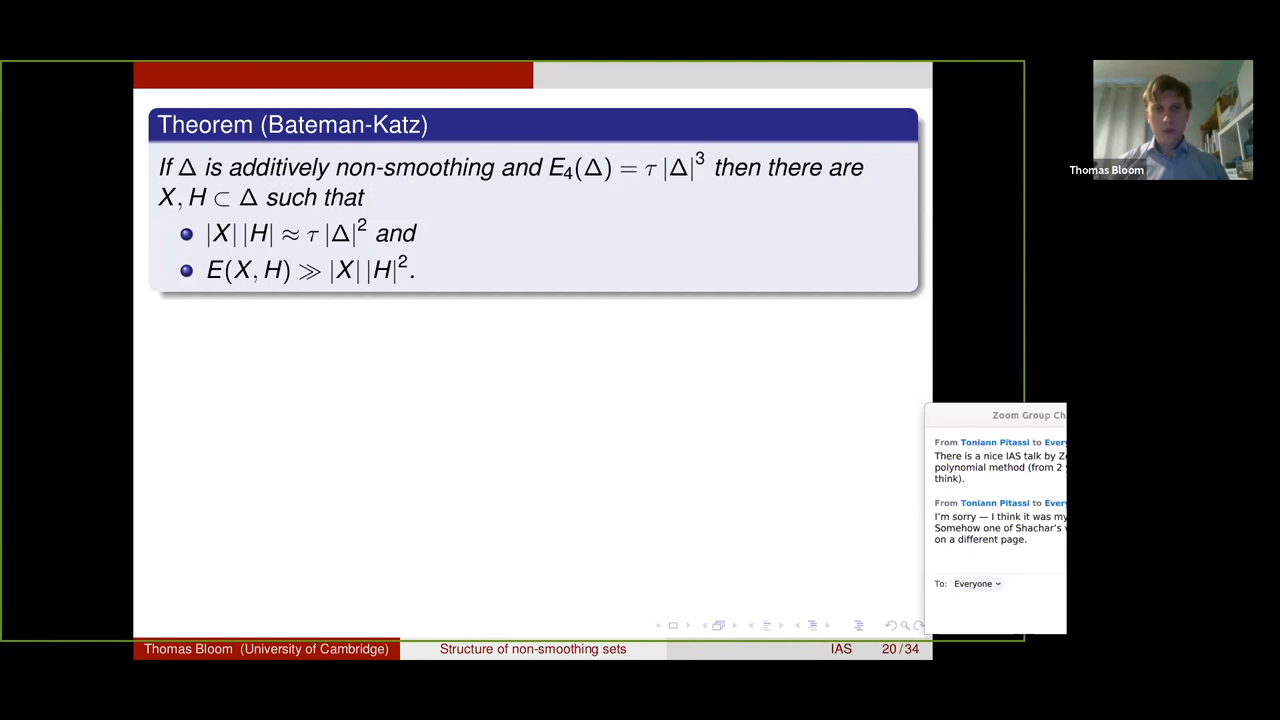 Theorem (Bateman-Katz)
If Δ is additively non-smoothing and E₄(Δ) = τ |Δ|³ then there are
X, H ⊂ Δ such that
|X| |H| ≈ τ |Δ|² and
E(X, H) ≫ |X| |H|².
Thomas Bloom (University of Cambridge)
Structure of non-smoothing sets
IAS
20 / 34
Thomas Bloom
Zoom Group Ch
From Toniann Pitassi to Every
There is a nice IAS talk by Z
polynomial method (from 2
think).
From Toniann Pitassi to Every
I'm sorry — I think it was my
Somehow one of Shachar's
on a different page.
To: Everyone